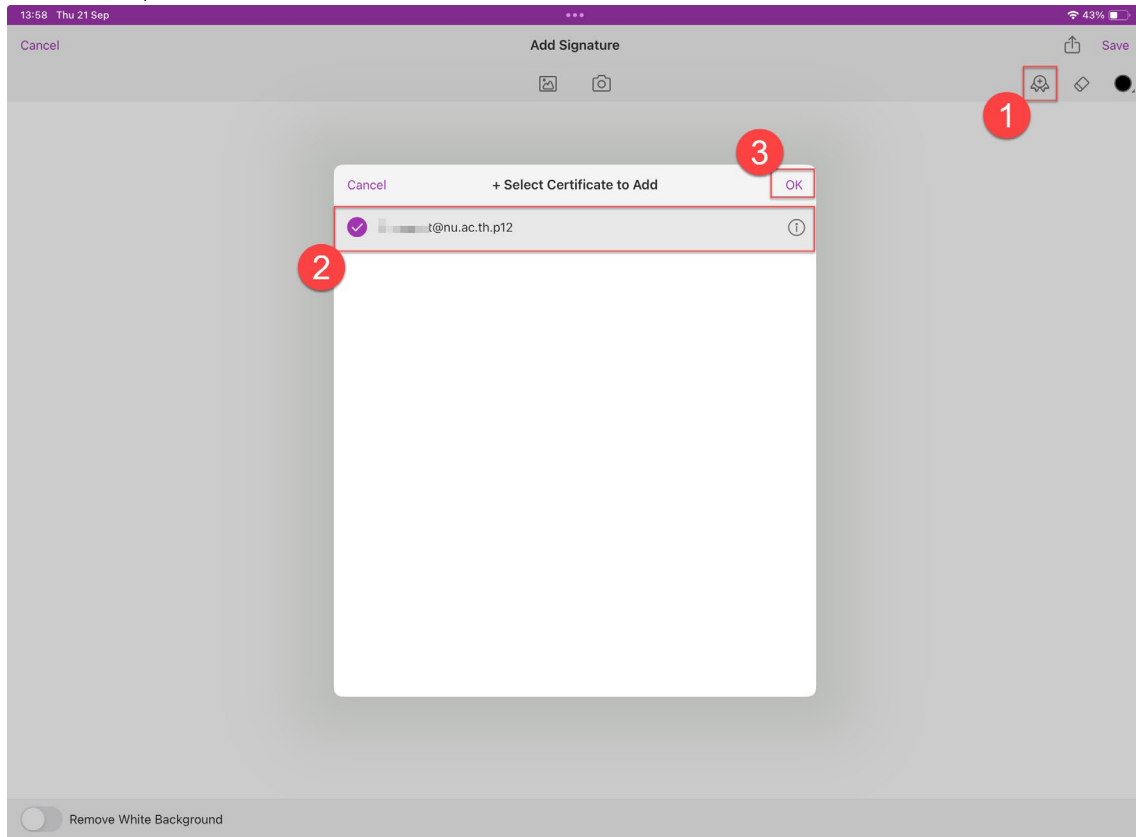 13:58 Thu 21 Sep
43%
Cancel
Add Signature
Save
1
3
Cancel
+ Select Certificate to Add
OK
t@nu.ac.th.p12
2
Remove White Background